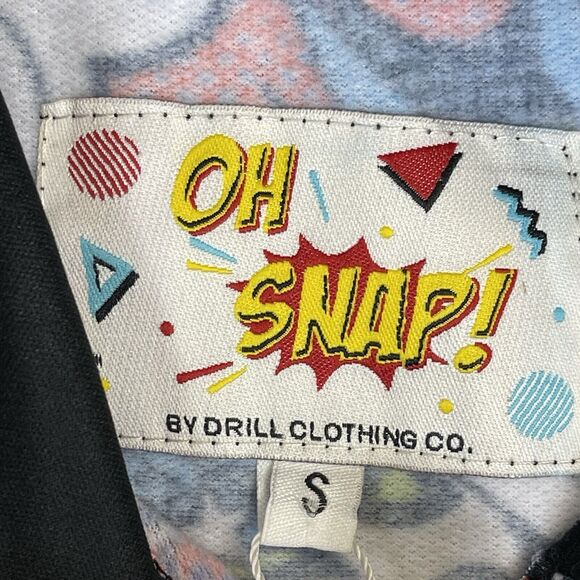 OH
SNAP!
BY DRILL CLOTHING CO.
S